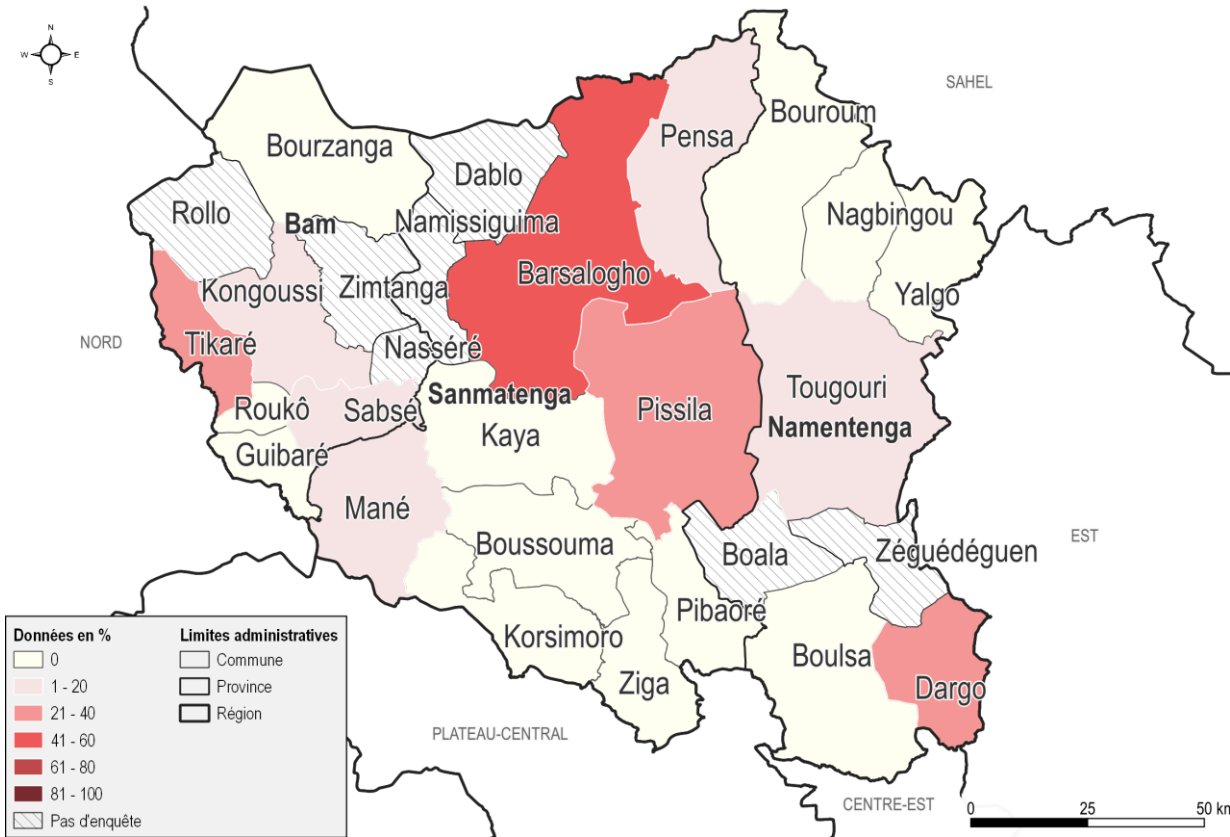 N
W E
S
SAHEL
Bouroum
Pensa
Bourzanga
Dablo
Rollo
Bam
Namissiguima
Nagbingou
Barsalogho
Kongoussi
Zimtanga
Yalgo
NORD
Tikaré
Nasséré
Tougouri
Sanmatenga
Roukô
Sabsé
Pissila
Namentenga
Kaya
Guibaré
Mané
EST
Boussouma
Boala
Zéguédéguen
Pibaoré
Korsimoro
Boulsa
Ziga
Dargo
PLATEAU-CENTRAL
CENTRE-EST
Données en %
0
1 - 20
21 - 40
41 - 60
61 - 80
81 - 100
Pas d'enquête
Limites administratives
Commune
Province
Région
0 25 50 km